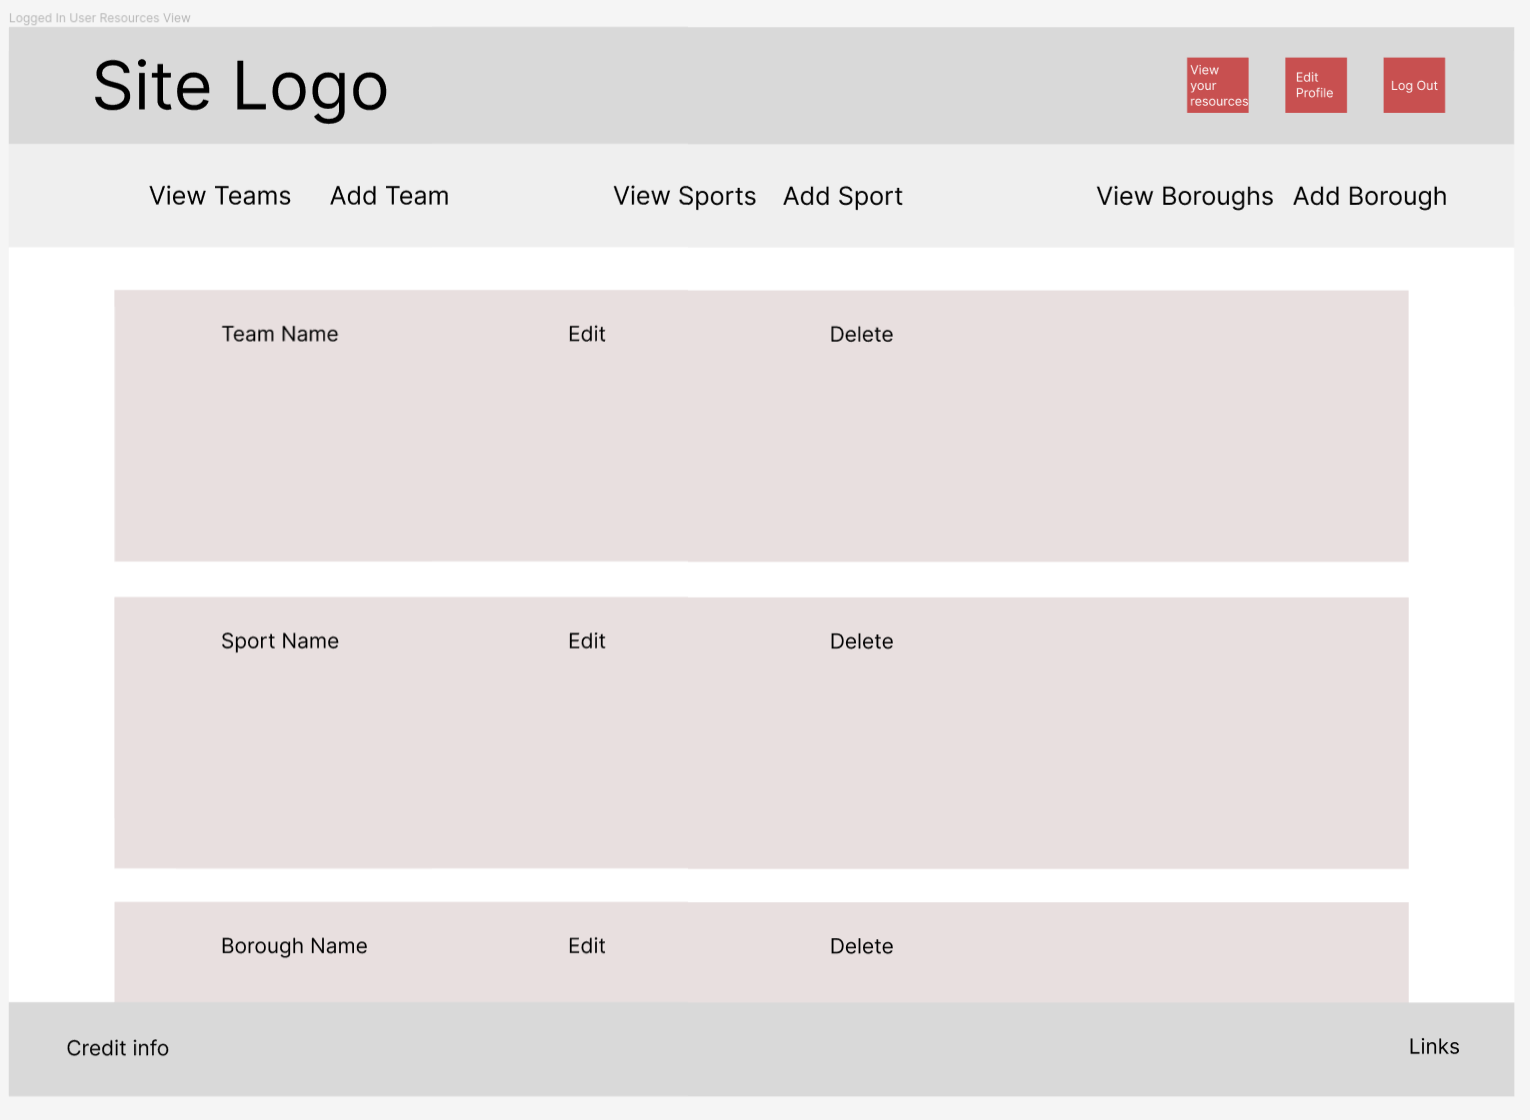 Logged In User Resources View
Site Logo
View
your
resources
Edit
Profile
Log Out
View Teams Add Team View Sports Add Sport View Boroughs Add Borough
Team Name Edit Delete
Sport Name Edit Delete
Borough Name Edit Delete
Credit info Links